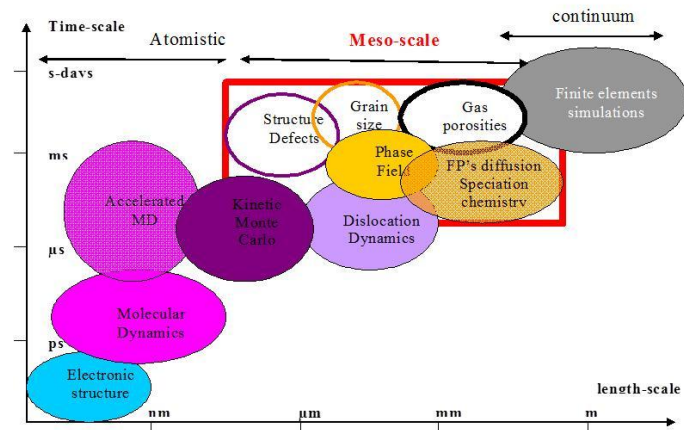 continuum
Time-scale
Atomistic
Meso-scale
s-davs
Structure
Defects
Grain
size
Gas
porosities
Finite elements
simulations
ms
Phase
Field
FP's diffusion
Speciation
chemistrv
Accelerated
MD
Kinetic
Monte
Carlo
Dislocation
Dynamics
µs
Molecular
Dynamics
ps
Electronic
structure
length-scale
nm
µm
mm
m